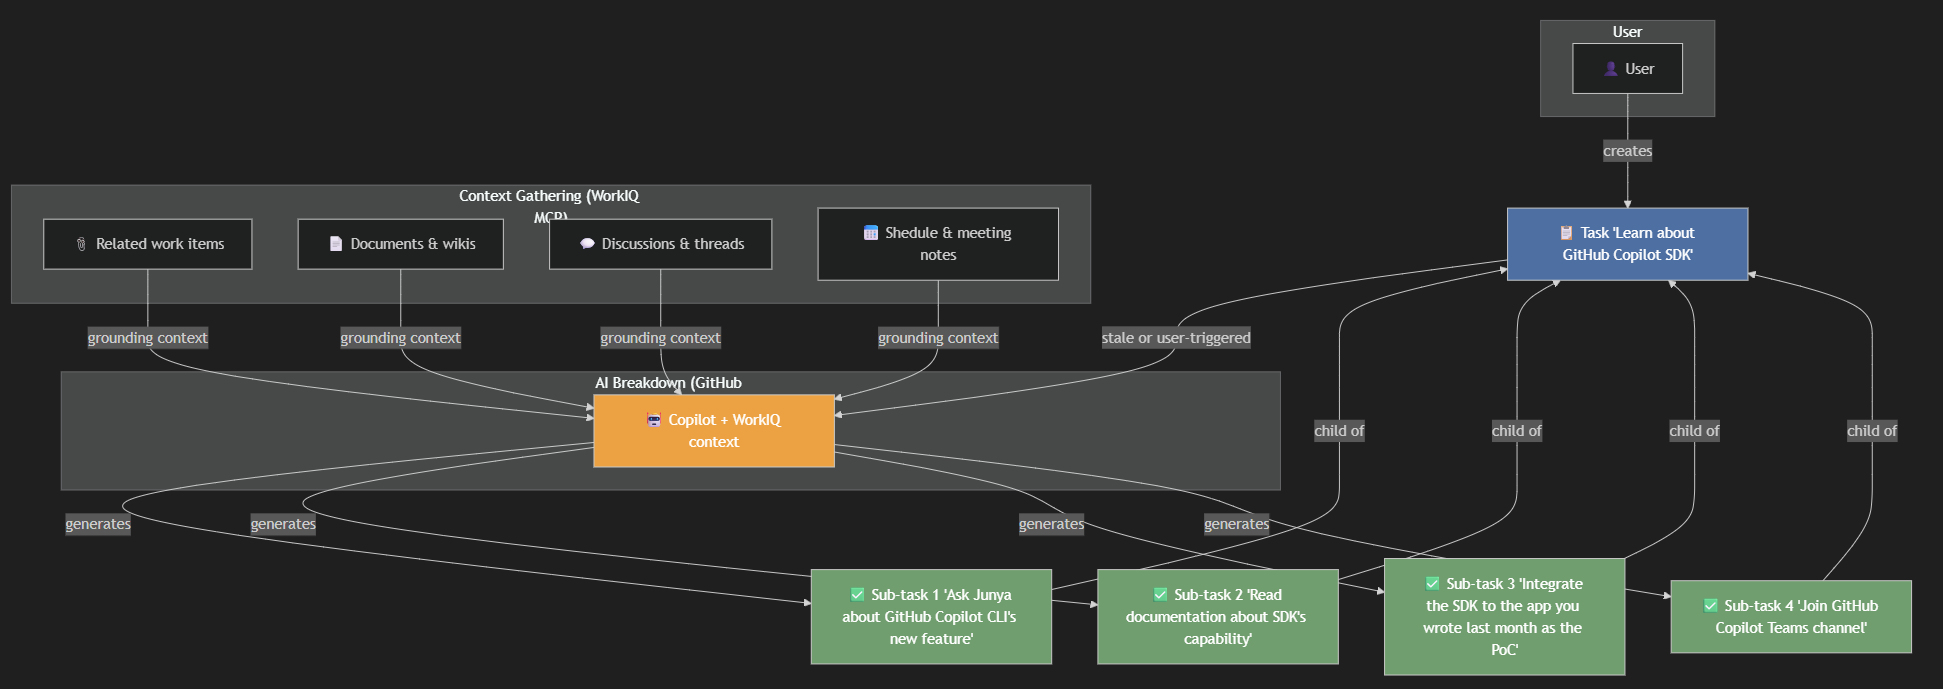 User
User
creates
Context Gathering (WorkIQ
MCP)
Related work items
Documents & wikis
Discussions & threads
Shedule & meeting
notes
Task 'Learn about
GitHub Copilot SDK'
grounding context
grounding context
grounding context
grounding context
stale or user-triggered
AI Breakdown (GitHub
Copilot + WorkIQ
context
child of
child of
child of
child of
generates
generates
generates
generates
Sub-task 1 'Ask Junya
about GitHub Copilot CLI's
new feature'
Sub-task 2 'Read
documentation about SDK's
capability'
Sub-task 3 'Integrate
the SDK to the app you
wrote last month as the
PoC'
Sub-task 4 'Join GitHub
Copilot Teams channel'